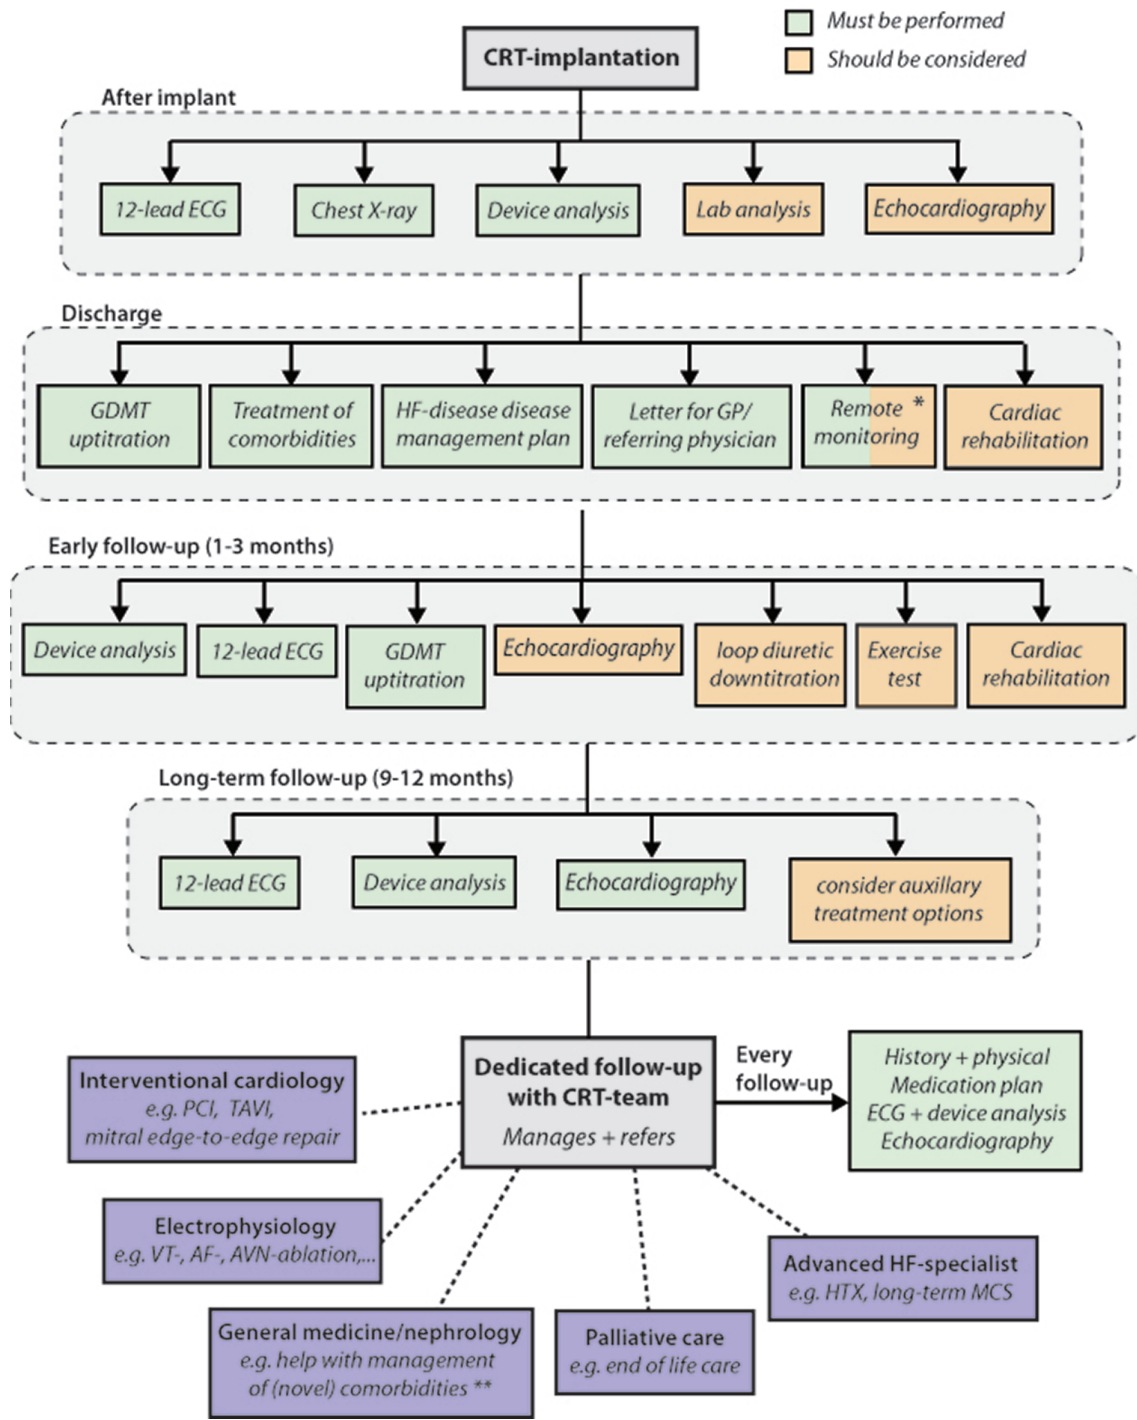 Must be performed
Should be considered
CRT-implantation
After implant
12-lead ECG
Chest X-ray
Device analysis
Lab analysis
Echocardiography
Discharge
GDMT
uptitration
Treatment of
comorbidities
HF-disease disease
management plan
Letter for GP/
referring physician
Remote *
monitoring
Cardiac
rehabilitation
Early follow-up (1-3 months)
Device analysis
12-lead ECG
GDMT
uptitration
Echocardiography
loop diuretic
downtitration
Exercise
test
Cardiac
rehabilitation
Long-term follow-up (9-12 months)
12-lead ECG
Device analysis
Echocardiography
consider auxillary
treatment options
Dedicated follow-up
with CRT-team
Manages + refers
Every
follow-up
History + physical
Medication plan
ECG + device analysis
Echocardiography
Interventional cardiology
e.g. PCI, TAVI,
mitral edge-to-edge repair
Electrophysiology
e.g. VT-, AF-, AVN-ablation,...
General medicine/nephrology
e.g. help with management
of (novel) comorbidities **
Palliative care
e.g. end of life care
Advanced HF-specialist
e.g. HTX, long-term MCS